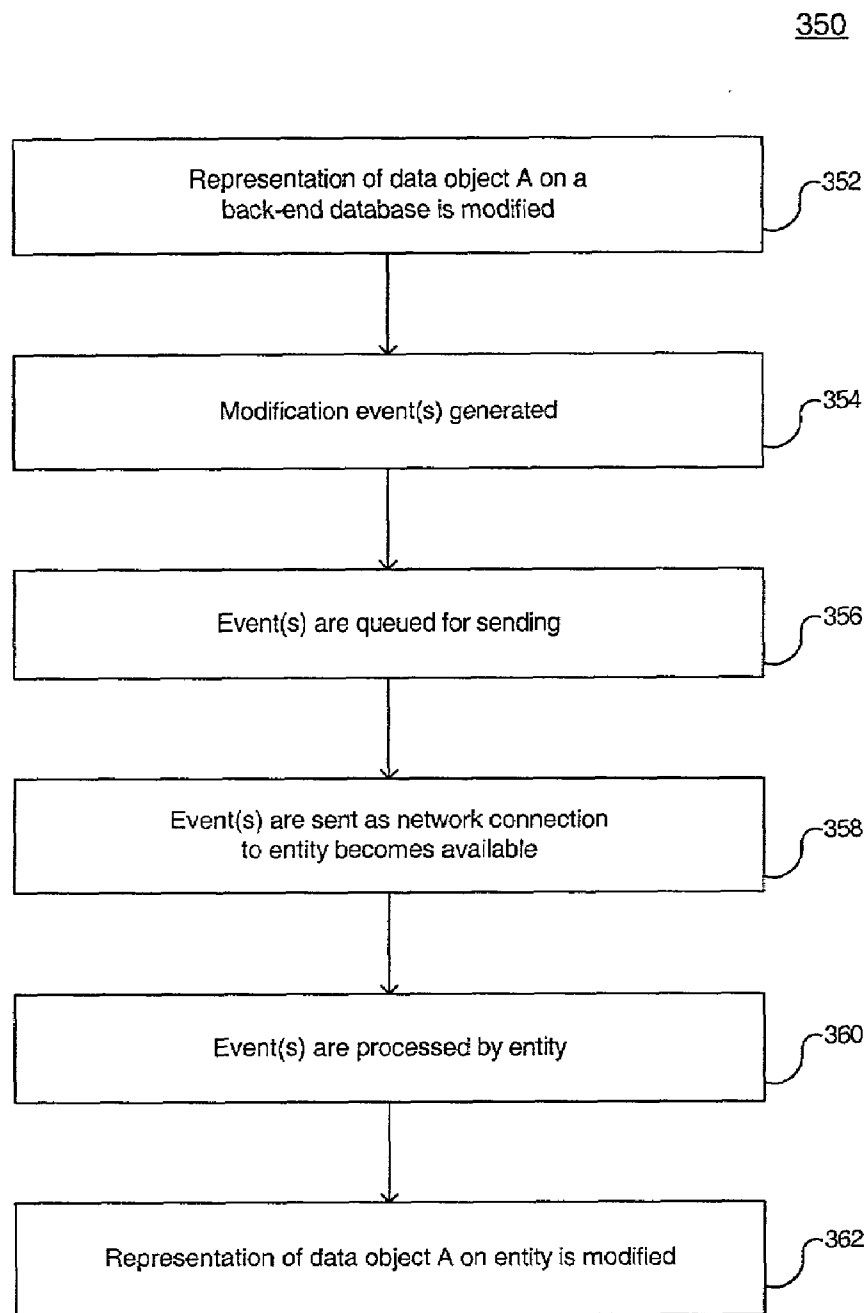 350
Representation of data object A on a
back-end database is modified
352
Modification event(s) generated
354
Event(s) are queued for sending
356
Event(s) are sent as network connection
to entity becomes available
358
Event(s) are processed by entity
360
Representation of data object A on entity is modified
362